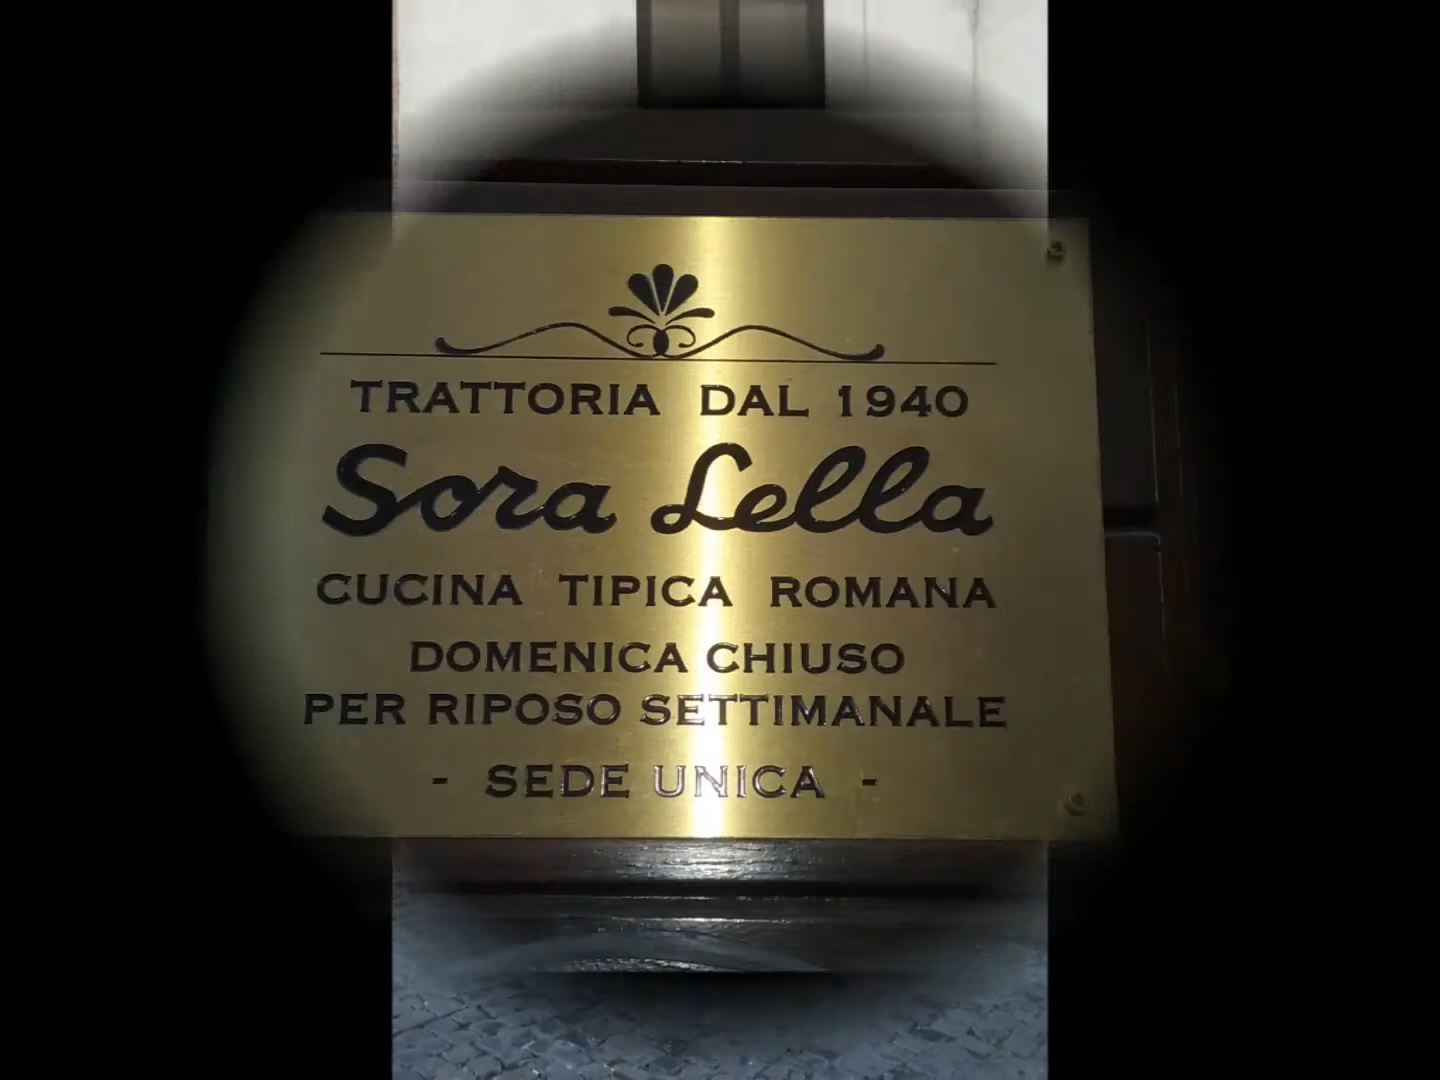 TRATTORIA DAL 1940
Sora Lella
CUCINA TIPICA ROMANA
DOMENICA CHIUSO
PER RIPOSO SETTIMANALE
- SEDE UNICA -